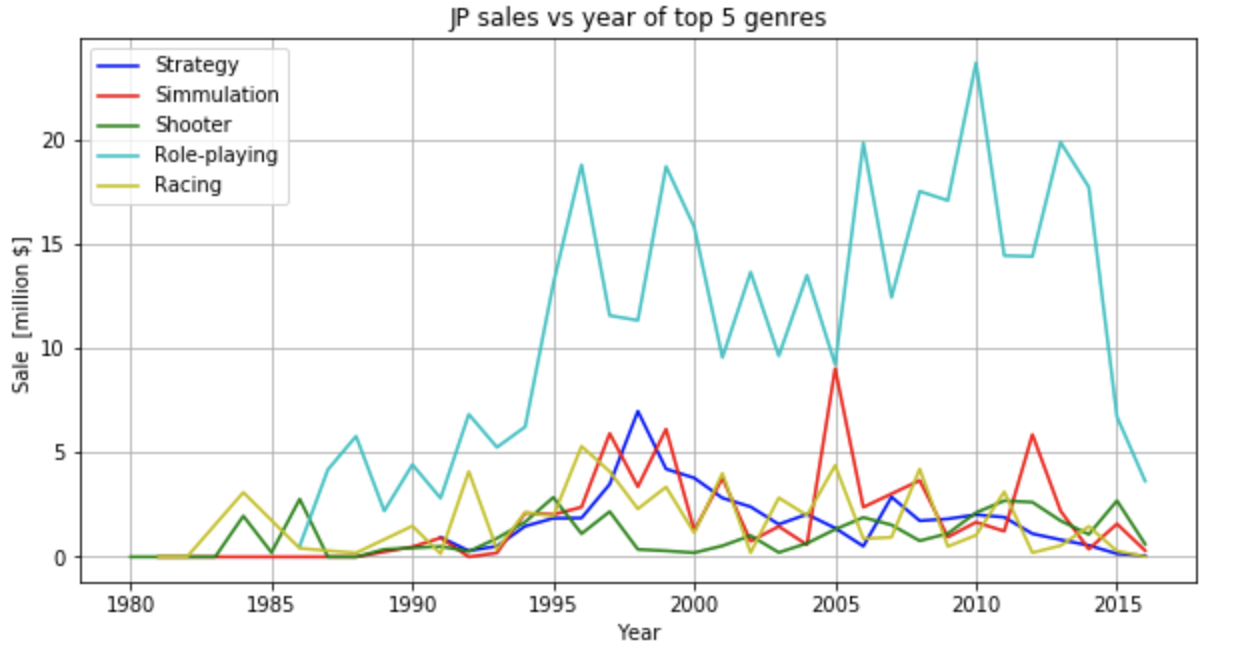 JP sales vs year of top 5 genres
Strategy
Simmulation
Shooter
Role-playing
Racing
Sale [million $]
20
15
10
5
0
1980 1985 1990 1995 2000 2005 2010 2015
Year